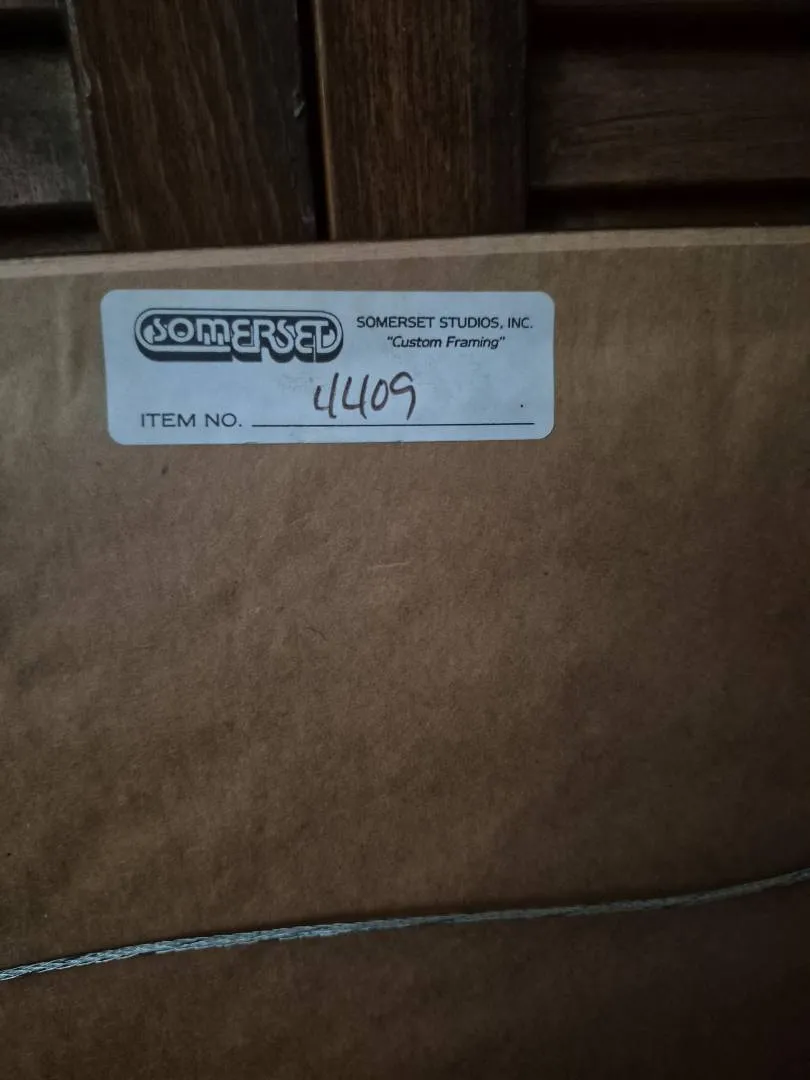 SOMERSET
SOMERSET STUDIOS, INC.
"Custom Framing"
ITEM NO. 4409